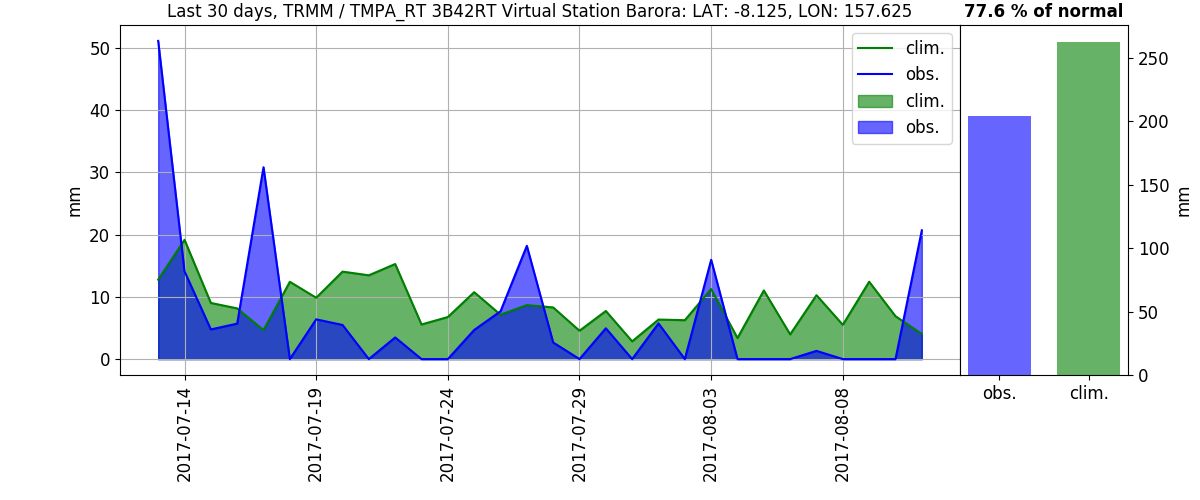 Last 30 days, TRMM / TMPA_RT 3B42RT Virtual Station Barora: LAT: -8.125, LON: 157.625
77.6 % of normal
clim.
obs.
clim.
obs.
50
40
30
20
10
0
mm
2017-07-14
2017-07-19
2017-07-24
2017-07-29
2017-08-03
2017-08-08
250
200
150
100
50
0
mm
obs.
clim.